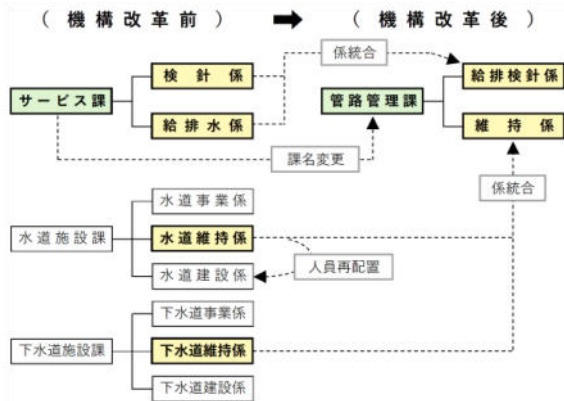 （ 機 構 改 革 前 ） ➡ （ 機 構 改 革 後 ）
係統合
検 針 係
給排検針係
サービス課
管路管理課
給 排 水 係
維 持 係
課名変更
係統合
水 道 事 業 係
水道施設課
水道維持係
人員再配置
水 道 建 設 係
下水道事業係
下水道施設課
下水道維持係
下水道建設係